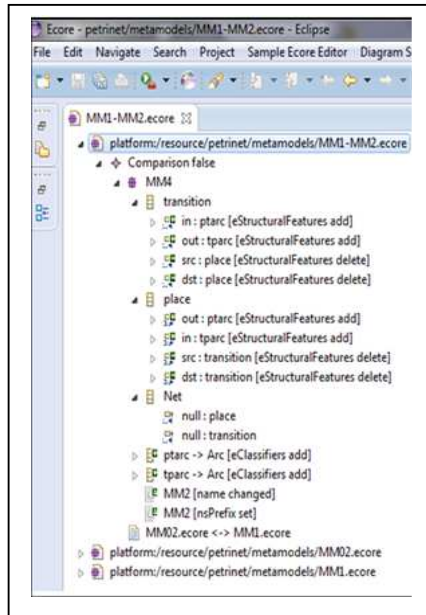 Ecore - petrinet/metamodels/MM1-MM2.ecore - Eclipse
File Edit Navigate Search Project Sample Ecore Editor Diagram S
MM1-MM2.ecore
platform:/resource/petrinet/metamodels/MM1-MM2.ecore
Comparison false
MM4
transition
in : ptarc [eStructuralFeatures add]
out : tparc [eStructuralFeatures add]
src : place [eStructuralFeatures delete]
dst : place [eStructuralFeatures delete]
place
out : ptarc [eStructuralFeatures add]
in : tparc [eStructuralFeatures add]
src : transition [eStructuralFeatures delete]
dst : transition [eStructuralFeatures delete]
Net
null : place
null : transition
ptarc -> Arc [eClassifiers add]
tparc -> Arc [eClassifiers add]
MM2 [name changed]
MM2 [nsPrefix set]
MM02.ecore <-> MM1.ecore
platform:/resource/petrinet/metamodels/MM02.ecore
platform:/resource/petrinet/metamodels/MM1.ecore